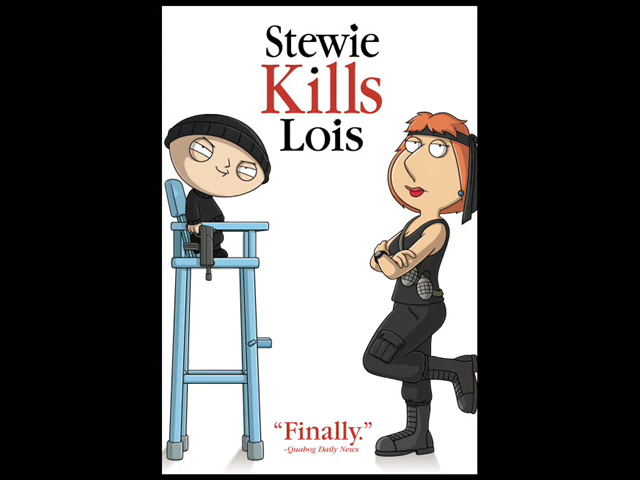 Stewie
Kills
Lois
“Finally.”
-Quahog Daily News